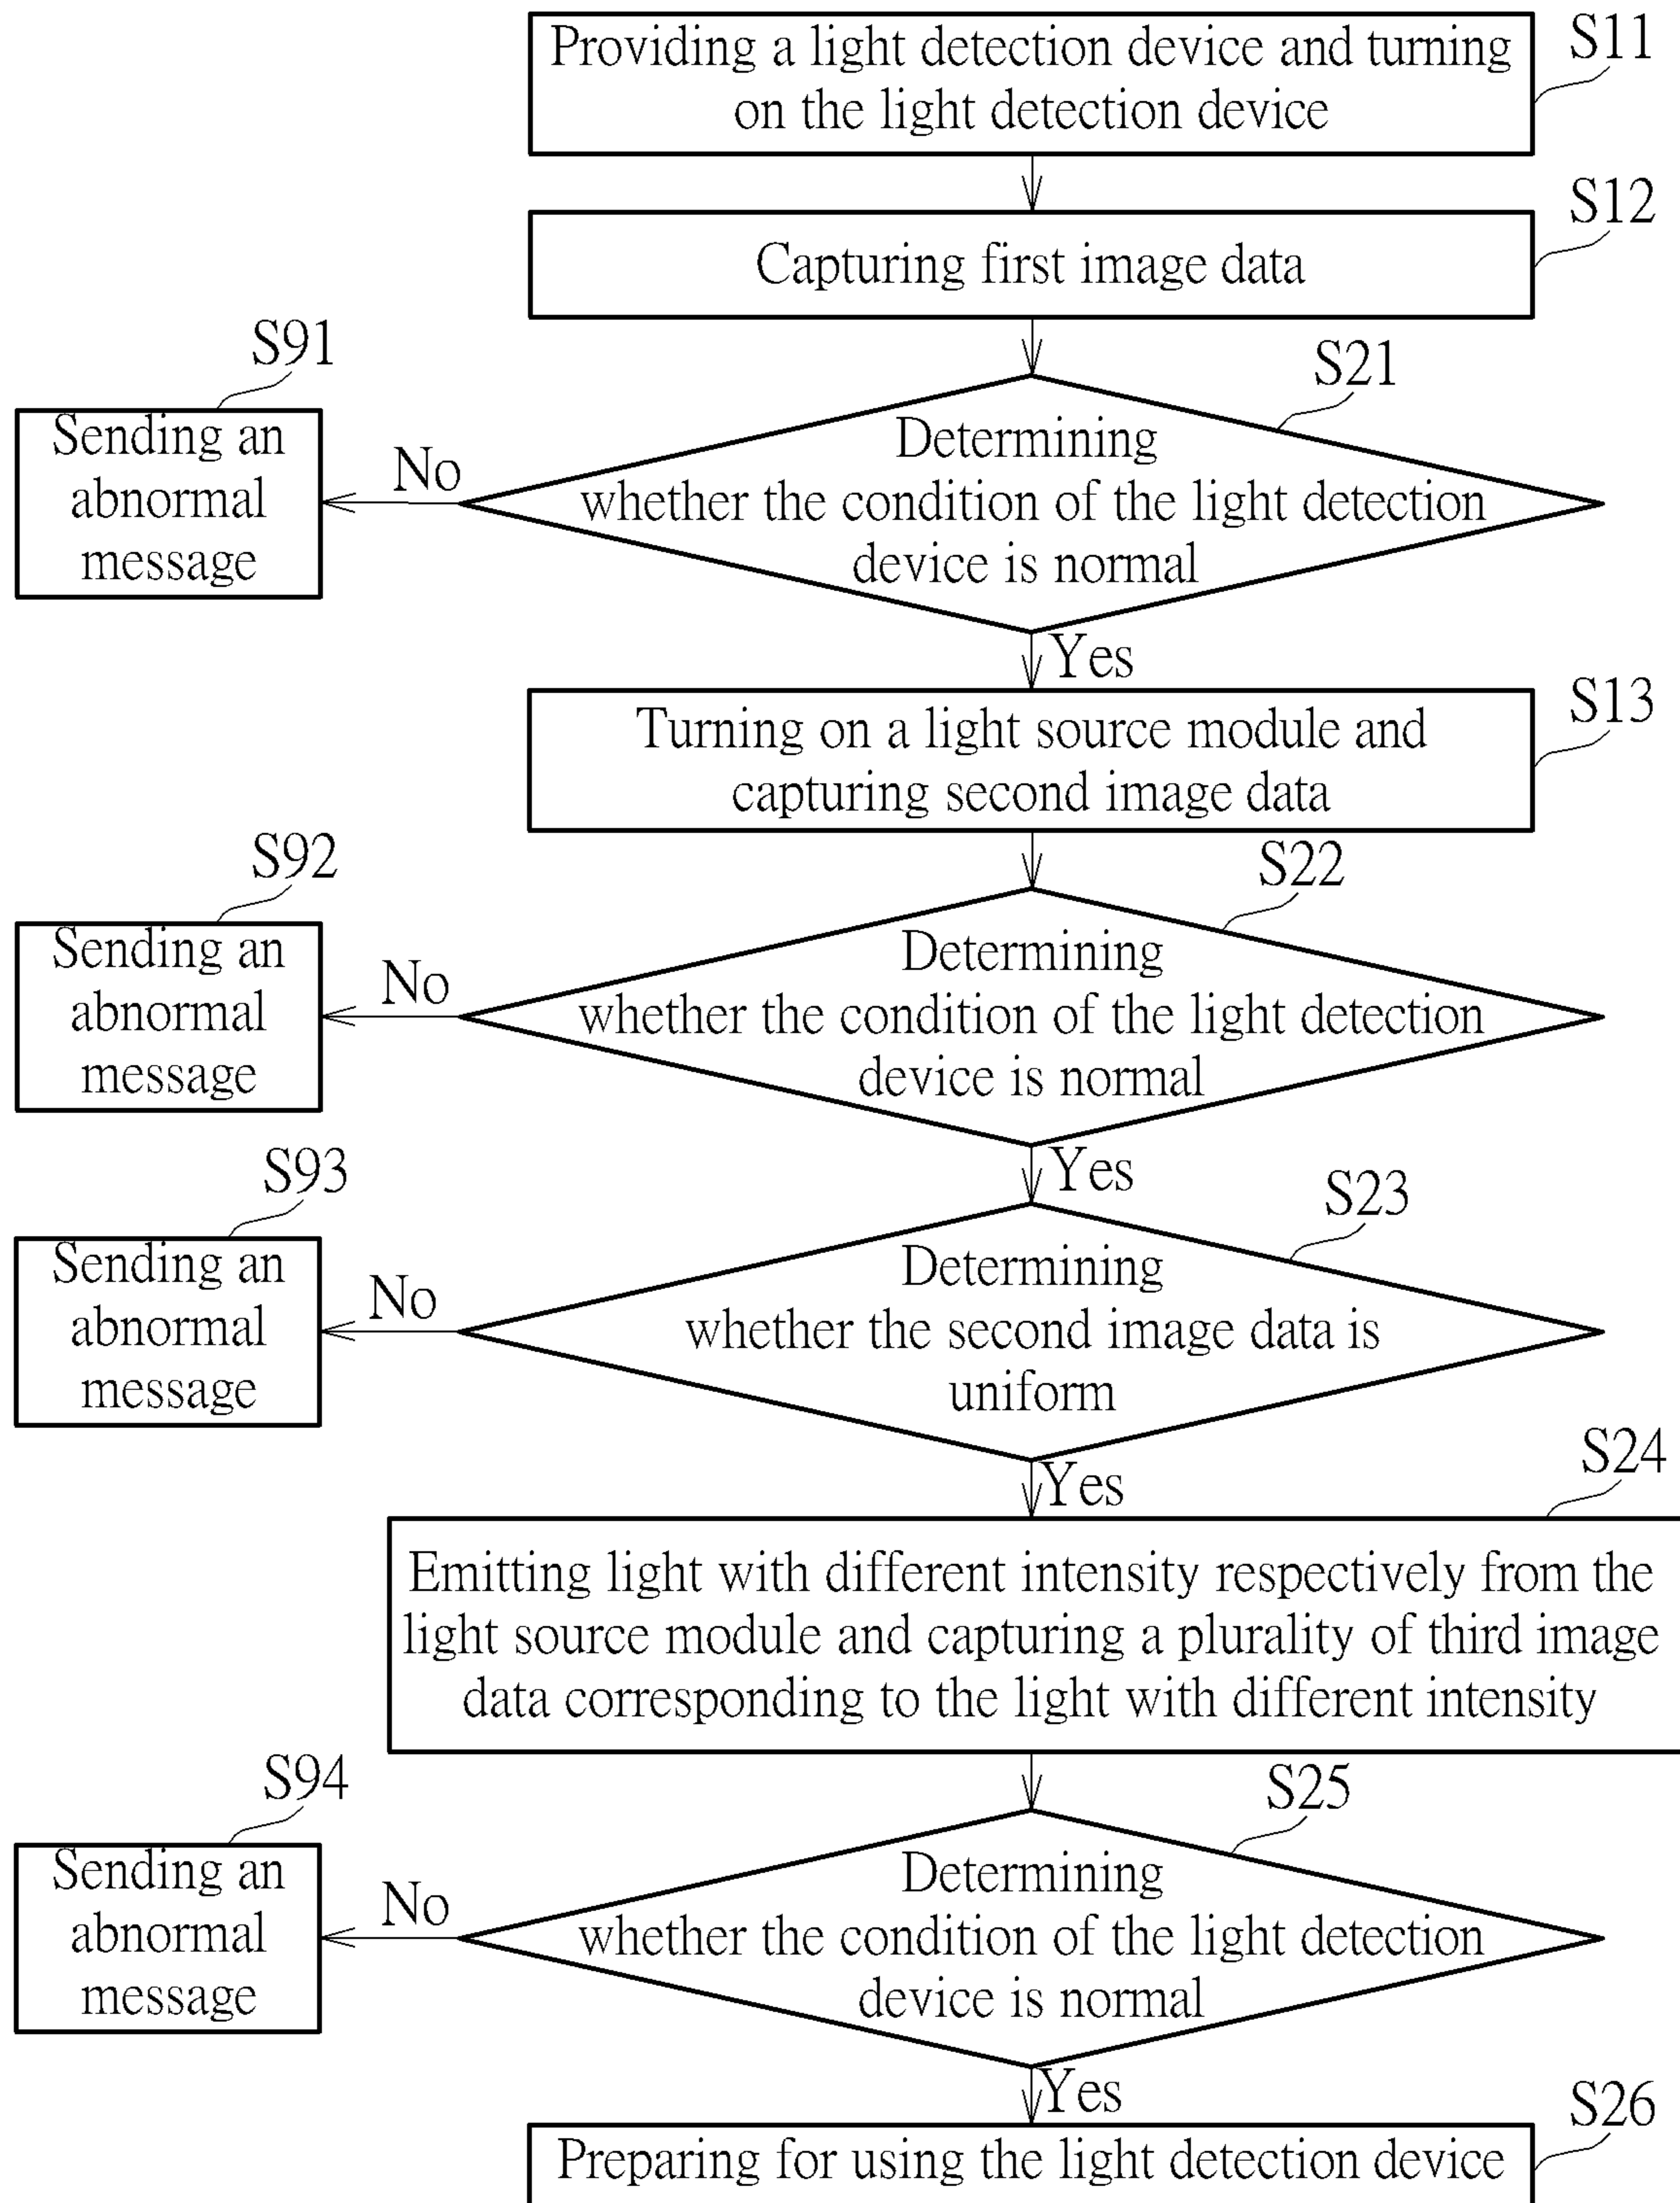 Providing a light detection device and turning
on the light detection device
S11
Capturing first image data
S12
S91
Sending an
abnormal
message
No
S21
Determining
whether the condition of the light detection
device is normal
Yes
Turning on a light source module and
capturing second image data
S13
S92
Sending an
abnormal
message
No
S22
Determining
whether the condition of the light detection
device is normal
Yes
S93
Sending an
abnormal
message
No
S23
Determining
whether the second image data is
uniform
Yes
S24
Emitting light with different intensity respectively from the
light source module and capturing a plurality of third image
data corresponding to the light with different intensity
S94
Sending an
abnormal
message
No
S25
Determining
whether the condition of the light detection
device is normal
Yes
S26
Preparing for using the light detection device